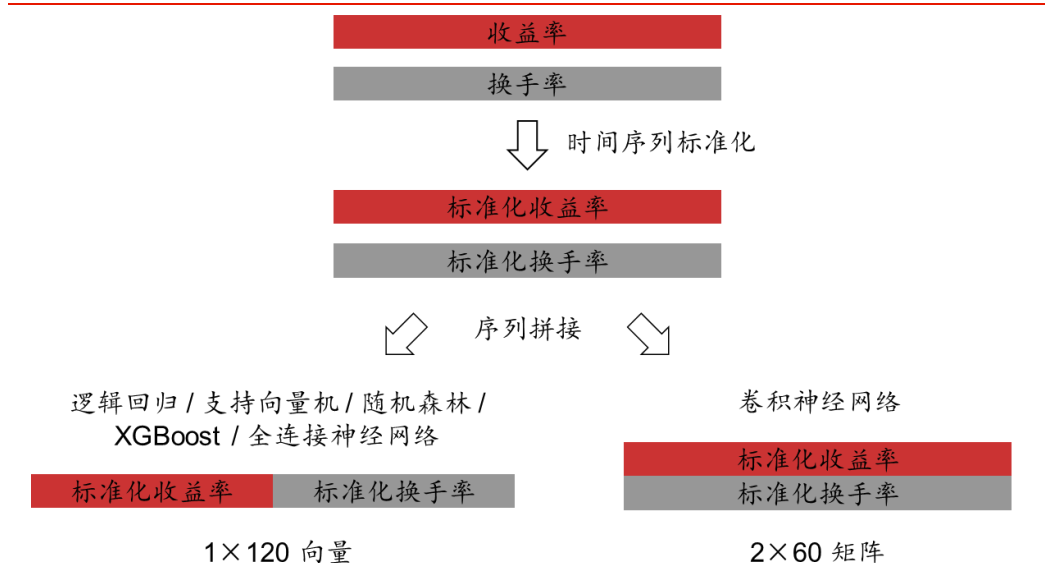 收益率
换手率
时间序列标准化
标准化收益率
标准化换手率
序列拼接
逻辑回归 / 支持向量机 / 随机森林 /
XGBoost / 全连接神经网络
标准化收益率 标准化换手率
1×120 向量
卷积神经网络
标准化收益率
标准化换手率
2×60 矩阵